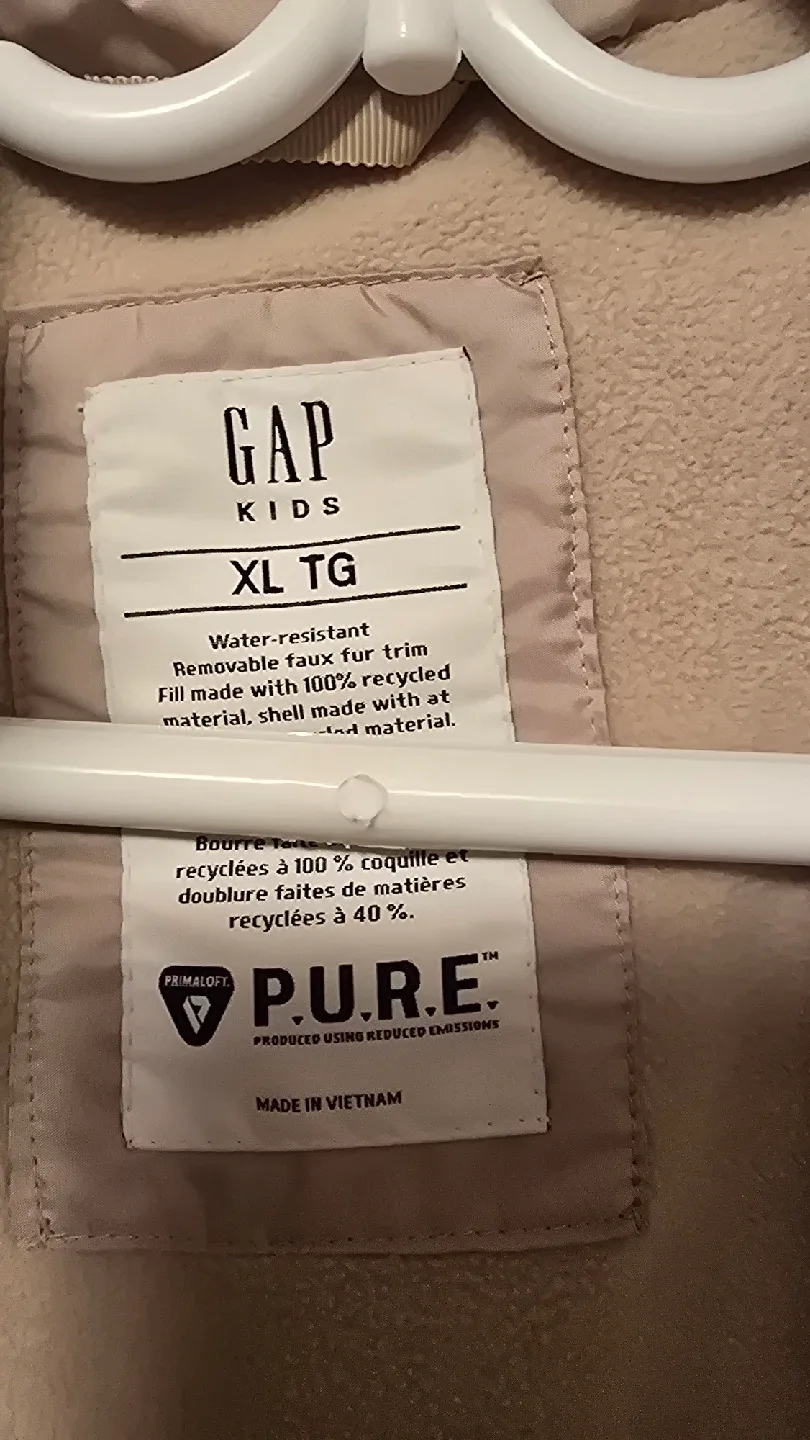 GAP
KIDS
XL TG
Water-resistant
Removable faux fur trim
Fill made with 100% recycled
material, shell made with at
material.
Bourre
recyclées à 100 % coquille et
doublure faites de matières
recyclées à 40 %.
PRIMALOFT
P.U.R.E.™
PRODUCED USING REDUCED EMISSIONS
MADE IN VIETNAM